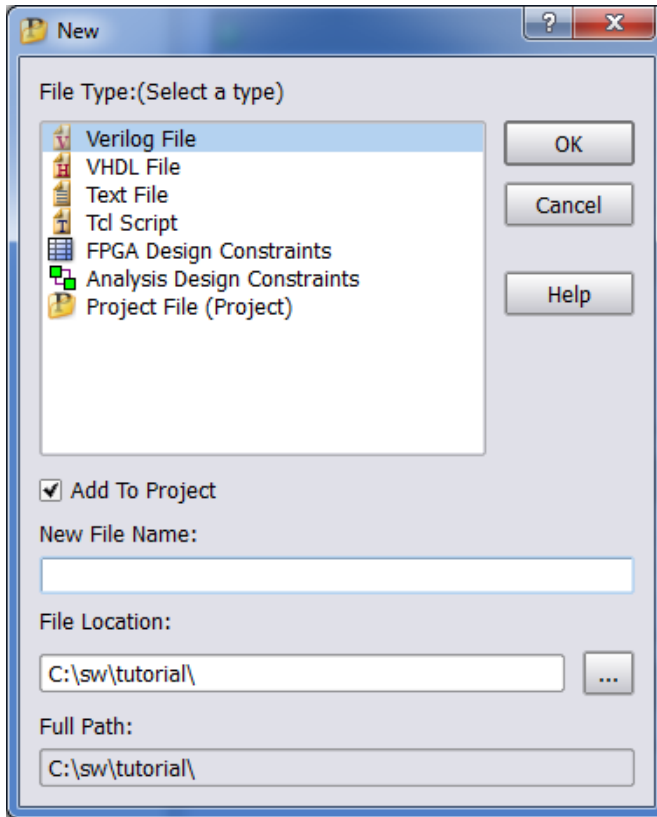 New
File Type:(Select a type)
Verilog File
OK
VHDL File
Text File
Cancel
Tcl Script
FPGA Design Constraints
Analysis Design Constraints
Help
Project File (Project)
Add To Project
New File Name:
File Location:
C:\sw\tutorial\
...
Full Path:
C:\sw\tutorial\